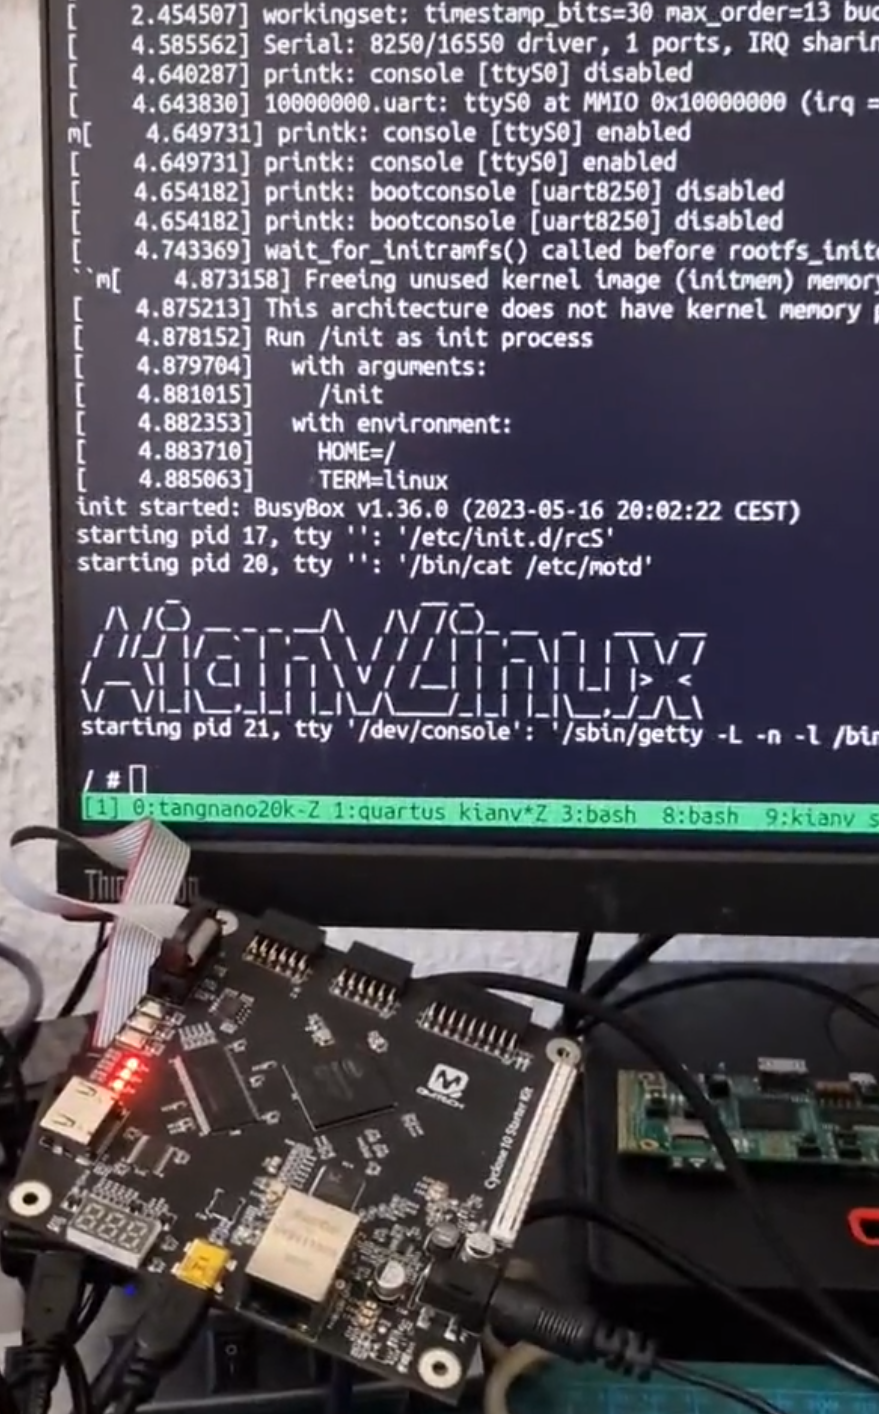 [    2.454507] workingset: timestamp_bits=30 max_order=13
[    4.585562] Serial: 8250/16550 driver, 1 ports, IRQ
[    4.640287] printk: console [ttyS0] disabled
[    4.643830] 10000000.uart: ttyS0 at MMIO 0x10000000 (irq =
m[    4.649731] printk: console [ttyS0] enabled
[    4.649731] printk: console [ttyS0] enabled
[    4.654182] printk: bootconsole [uart8250] disabled
[    4.654182] printk: bootconsole [uart8250] disabled
[    4.743369] wait_for_initramfs() called before
``m[    4.873158] Freeing unused kernel image (initmem) memory
[    4.875213] This architecture does not have kernel memory
[    4.878152] Run /init as init process
[    4.879704]   with arguments:
[    4.881015]     /init
[    4.882353]   with environment:
[    4.883710]     HOME=/
[    4.885063]     TERM=linux
init started: BusyBox v1.36.0 (2023-05-16 20:02:22 CEST)
starting pid 17, tty '': '/etc/init.d/rcS'
starting pid 20, tty '': '/bin/cat /etc/motd'
KianVLinux
starting pid 21, tty '/dev/console': '/sbin/getty -L -n -l
/ #
[1] 0:tangnano20k-Z 1:quartus kianv*Z 3:bash  8:bash  9:kianv
QMTECH
Cyclone 10 Starter Kit